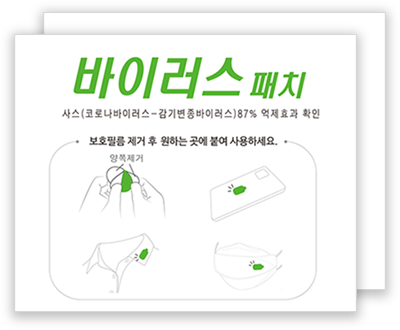 바이러스 패치
사스(코로나바이러스-감기변종바이러스)87% 억제효과 확인
보호필름 제거 후 원하는 곳에 붙여 사용하세요.
양쪽제거